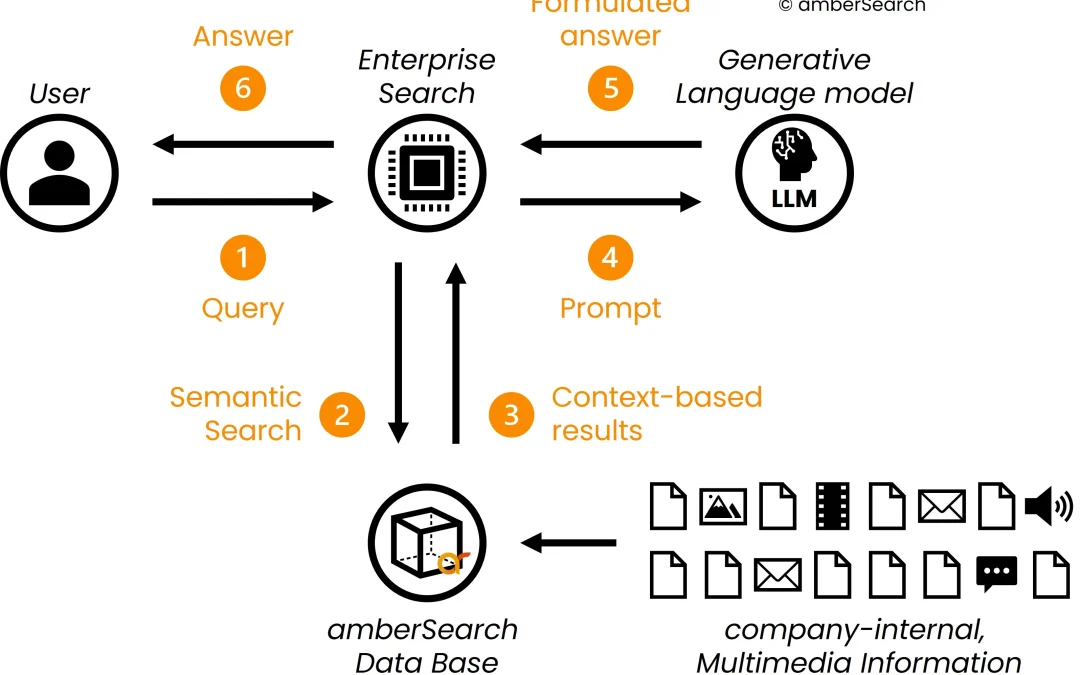 Formulated
answer
© amberSearch
Answer
6
5
User
Enterprise
Search
Generative
Language model
LLM
1
Query
4
Prompt
Semantic
Search
2
3
Context-based
results
a
amberSearch
Data Base
company-internal,
Multimedia Information